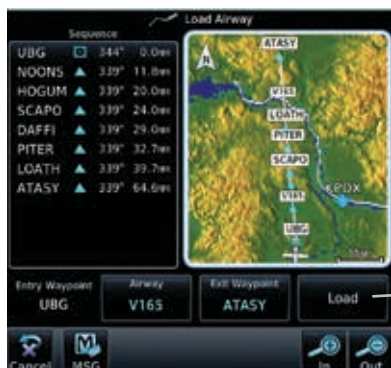 Load Airway
Sequence
UBG 344° 0.0NM
NOONS 339° 11.8NM
HOGUM 339° 20.0NM
SCAPO 339° 24.0NM
DAFFI 339° 29.0NM
PITER 339° 32.7NM
LOATH 339° 39.7NM
ATASY 339° 64.6NM
N
ATASY
V165
LOATH
PITER
SCAPO
KPDX
V165
UBG
Entry Waypoint
UBG
Airway
V165
Exit Waypoint
ATASY
Load
Cancel
M
MSG
In
Out